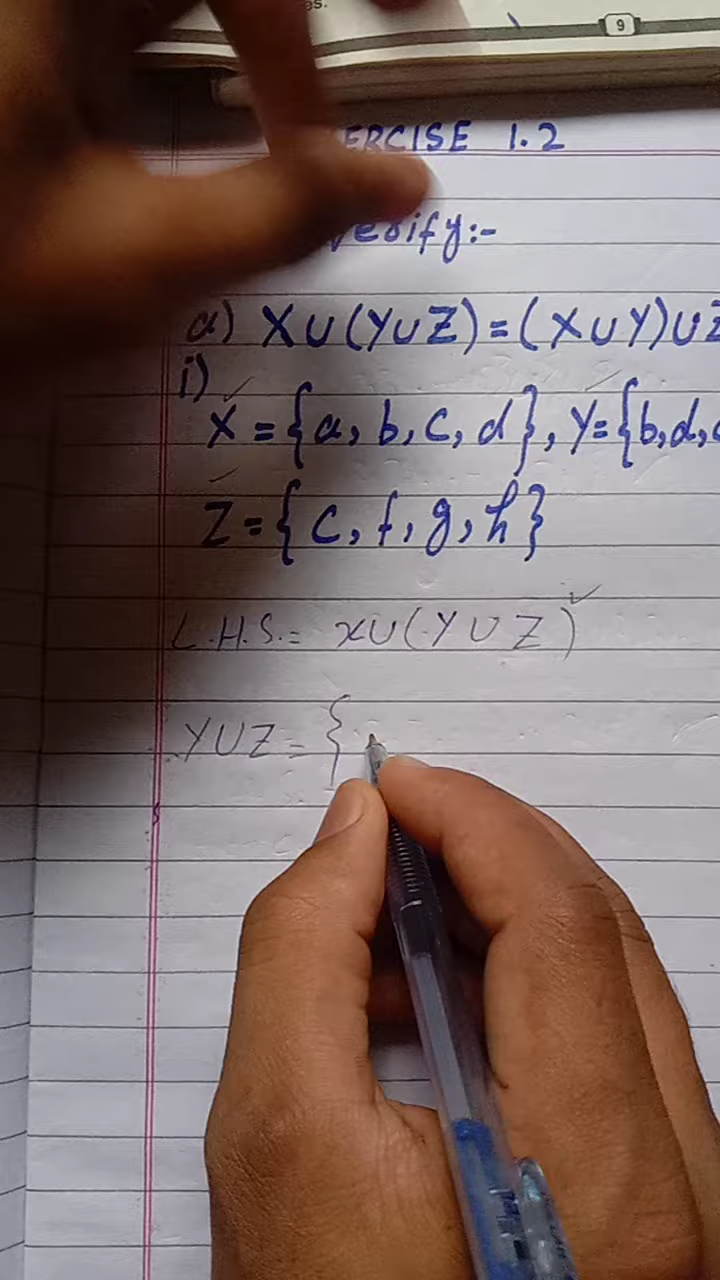 9
ERCISE 1.2
verify:-
a) X∪(Y∪Z)=(X∪Y)∪Z
i)
X={a, b, c, d}, Y={b,d,
Z={c, f, g, h}
L.H.S.= X∪(Y∪Z)
Y∪Z={